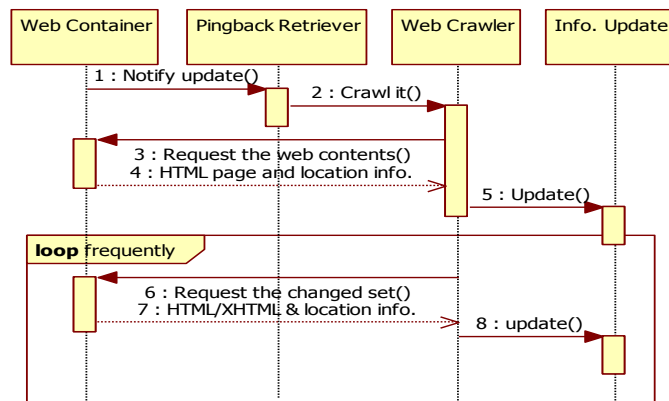 Web Container
Pingback Retriever
Web Crawler
Info. Update
1 : Notify update()
2 : Crawl it()
3 : Request the web contents()
4 : HTML page and location info.
5 : Update()
loop frequently
6 : Request the changed set()
7 : HTML/XHTML & location info.
8 : update()